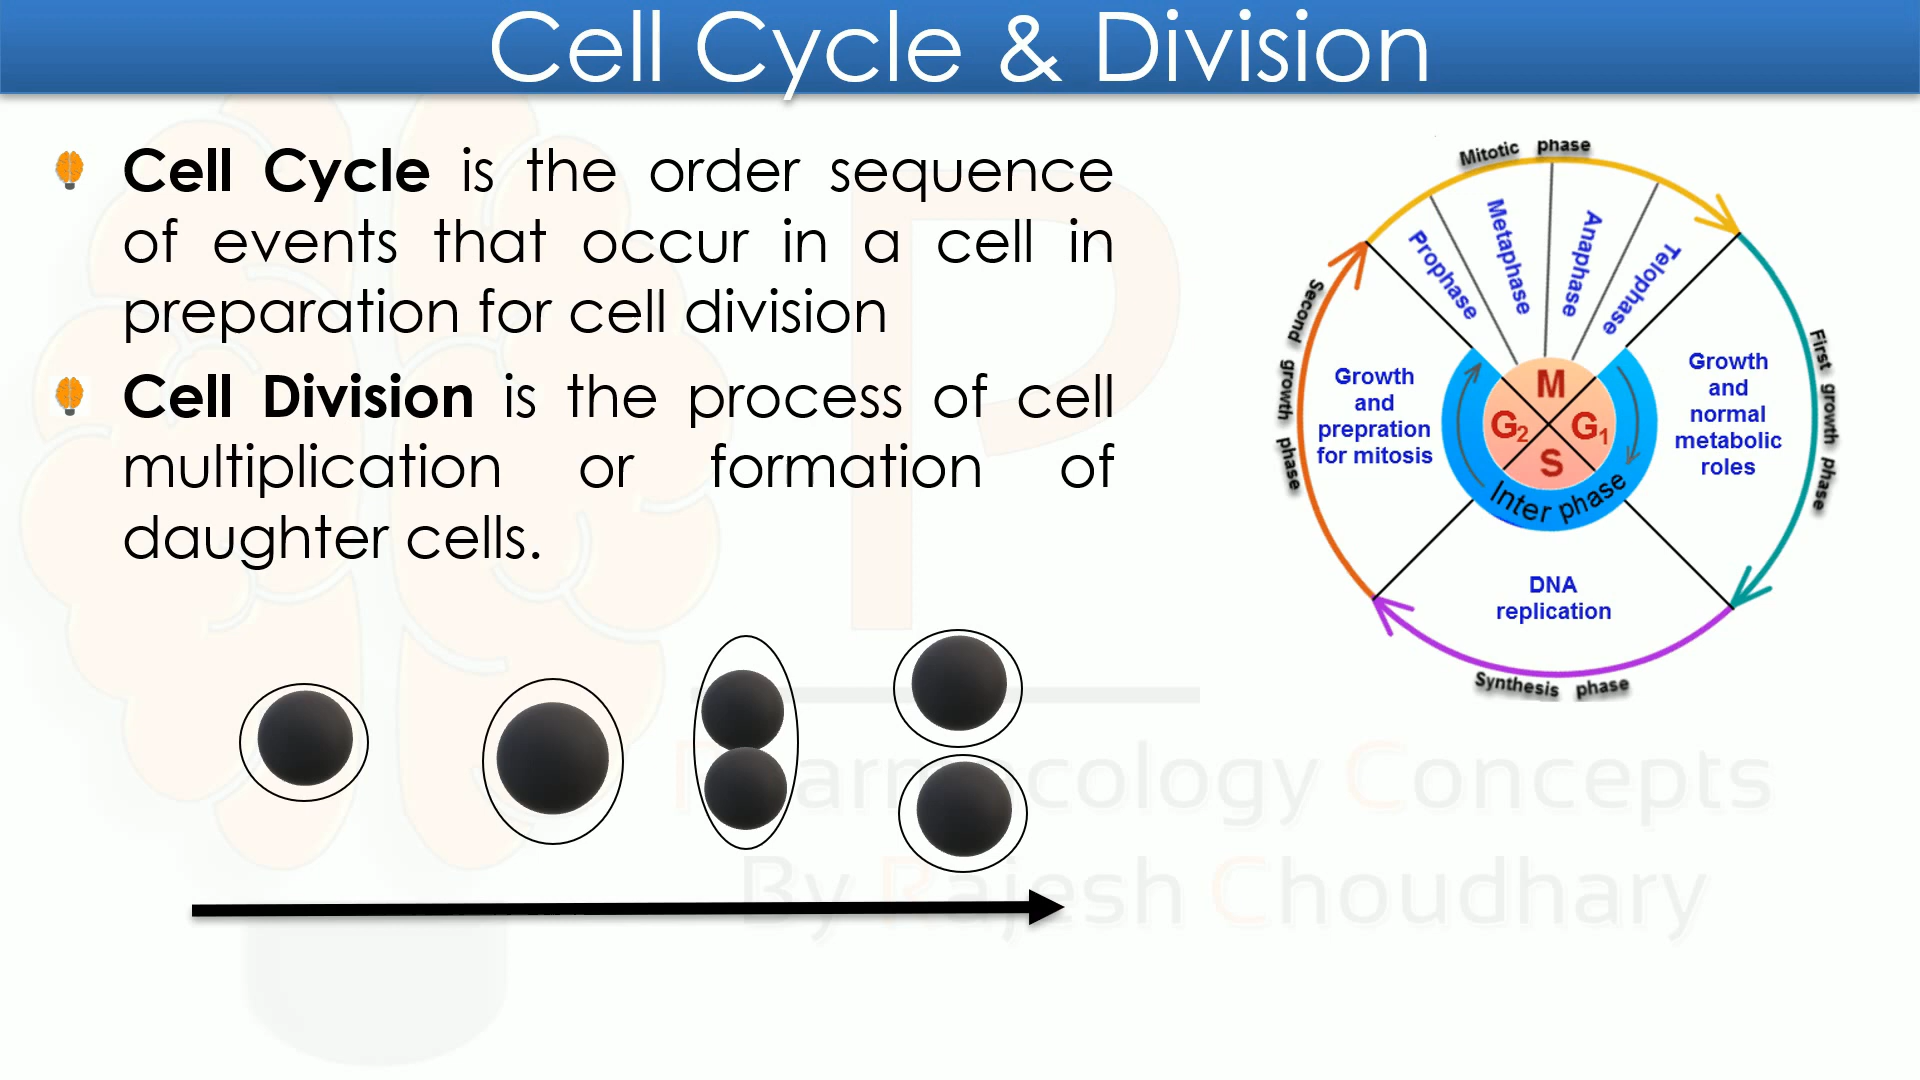 Cell Cycle & Division
Cell Cycle is the order sequence
of events that occur in a cell in
preparation for cell division
Cell Division is the process of cell
multiplication or formation of
daughter cells.
Mitotic phase
Prophase
Metaphase
Anaphase
Telophase
Second growth phase
Growth
and
prepration
for mitosis
M
G2
G1
S
Inter phase
Growth
and
normal
metabolic
roles
First growth phase
DNA
replication
Synthesis phase
P
Pharmacology Concepts
By Rajesh Choudhary